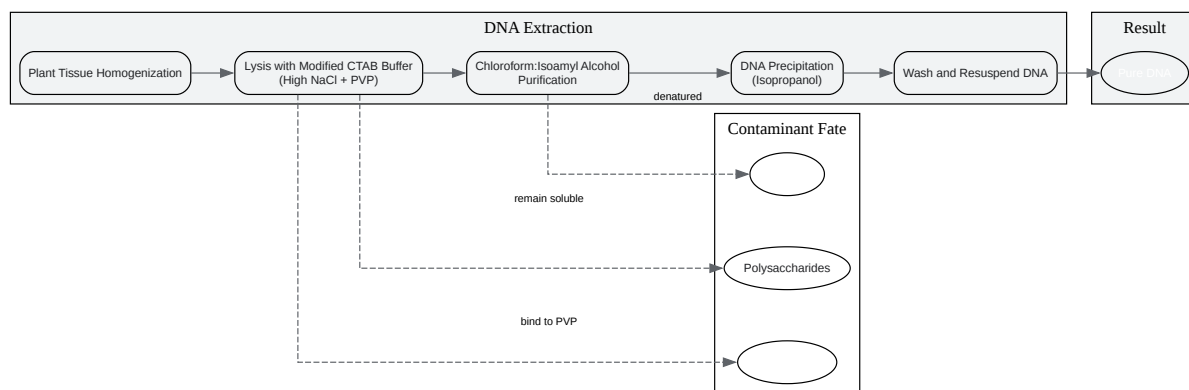 DNA Extraction
Result
Plant Tissue Homogenization
Lysis with Modified CTAB Buffer
(High NaCl + PVP)
Chloroform:Isoamyl Alcohol
Purification
DNA Precipitation
(Isopropanol)
Wash and Resuspend DNA
Pure DNA
denatured
Contaminant Fate
remain soluble
Polysaccharides
bind to PVP